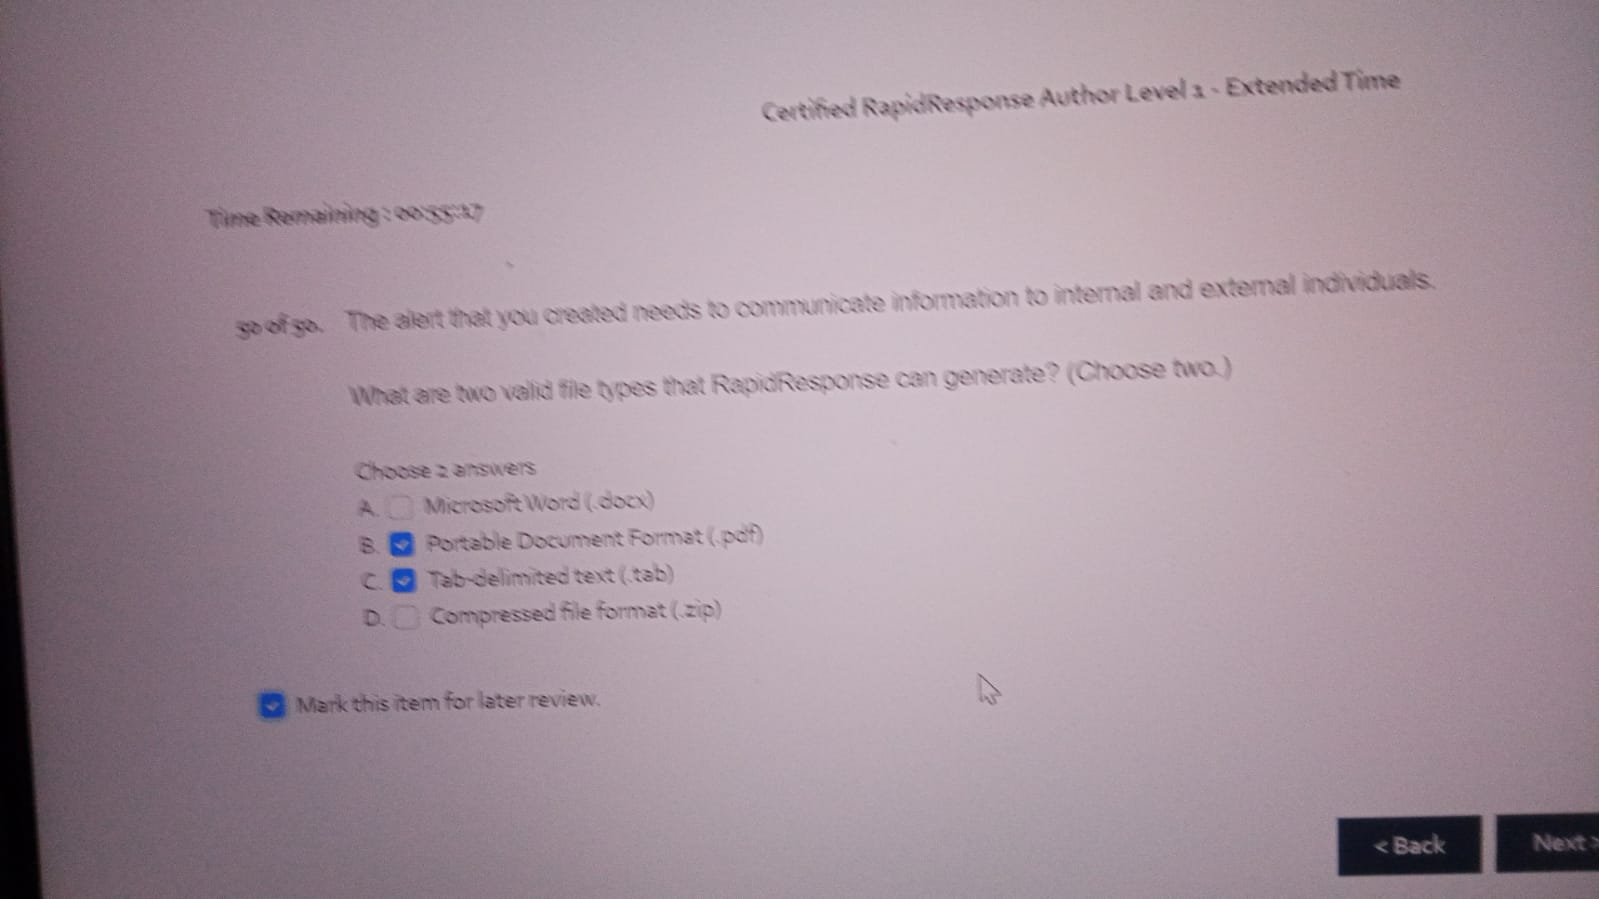 Certified RapidResponse Author Level 1 - Extended Time
Time Remaining : 00:55:17
50 of 50. The alert that you created needs to communicate information to internal and external individuals.
What are two valid file types that RapidResponse can generate? (Choose two.)
Choose 2 answers
A. Microsoft Word (.docx)
B. Portable Document Format (.pdf)
C. Tab-delimited text (.tab)
D. Compressed file format (.zip)
Mark this item for later review.
< Back
Next >